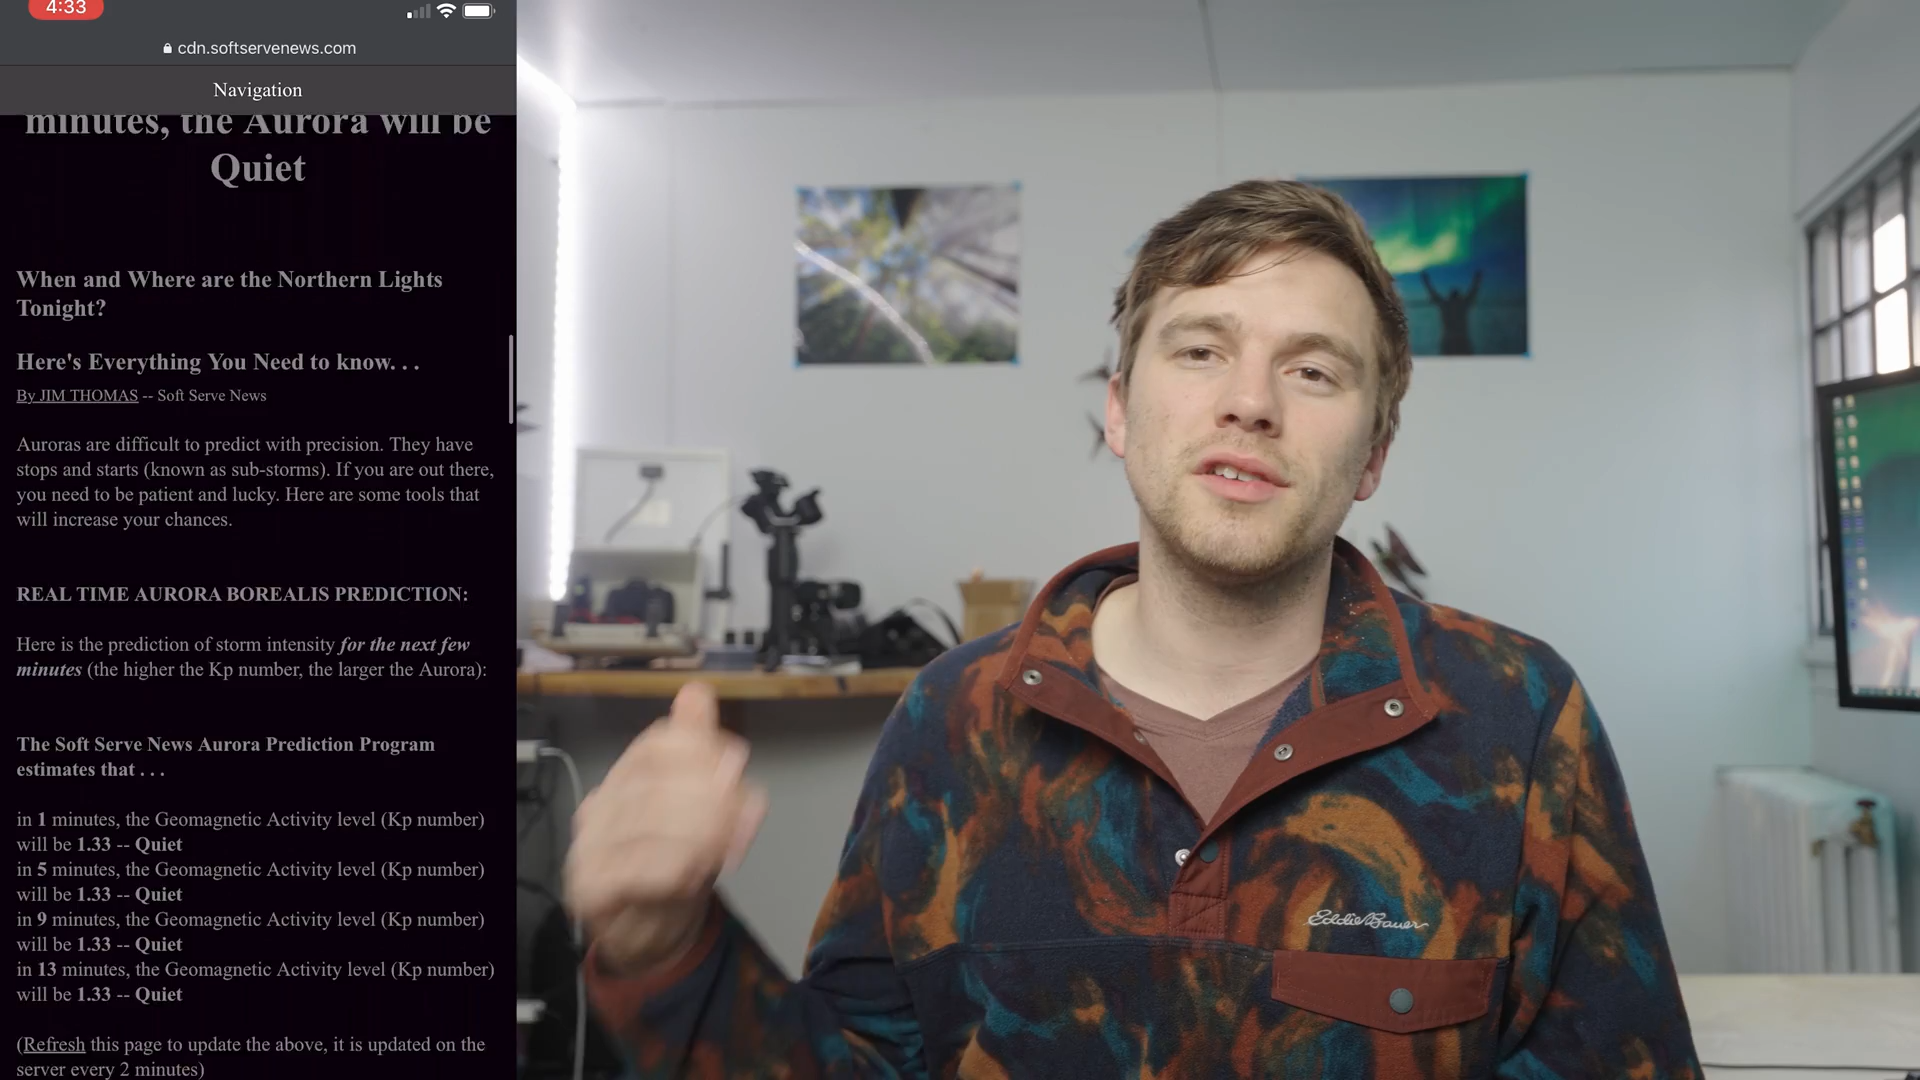 4:33
cdn.softservenews.com
Navigation
minutes, the Aurora will be
Quiet
When and Where are the Northern Lights
Tonight?
Here's Everything You Need to know. . .
By JIM THOMAS -- Soft Serve News
Auroras are difficult to predict with precision. They have
stops and starts (known as sub-storms). If you are out there,
you need to be patient and lucky. Here are some tools that
will increase your chances.
REAL TIME AURORA BOREALIS PREDICTION:
Here is the prediction of storm intensity for the next few
minutes (the higher the Kp number, the larger the Aurora):
The Soft Serve News Aurora Prediction Program
estimates that . . .
in 1 minutes, the Geomagnetic Activity level (Kp number)
will be 1.33 -- Quiet
in 5 minutes, the Geomagnetic Activity level (Kp number)
will be 1.33 -- Quiet
in 9 minutes, the Geomagnetic Activity level (Kp number)
will be 1.33 -- Quiet
in 13 minutes, the Geomagnetic Activity level (Kp number)
will be 1.33 -- Quiet
(Refresh this page to update the above, it is updated on the
server every 2 minutes)
Eddie Bauer